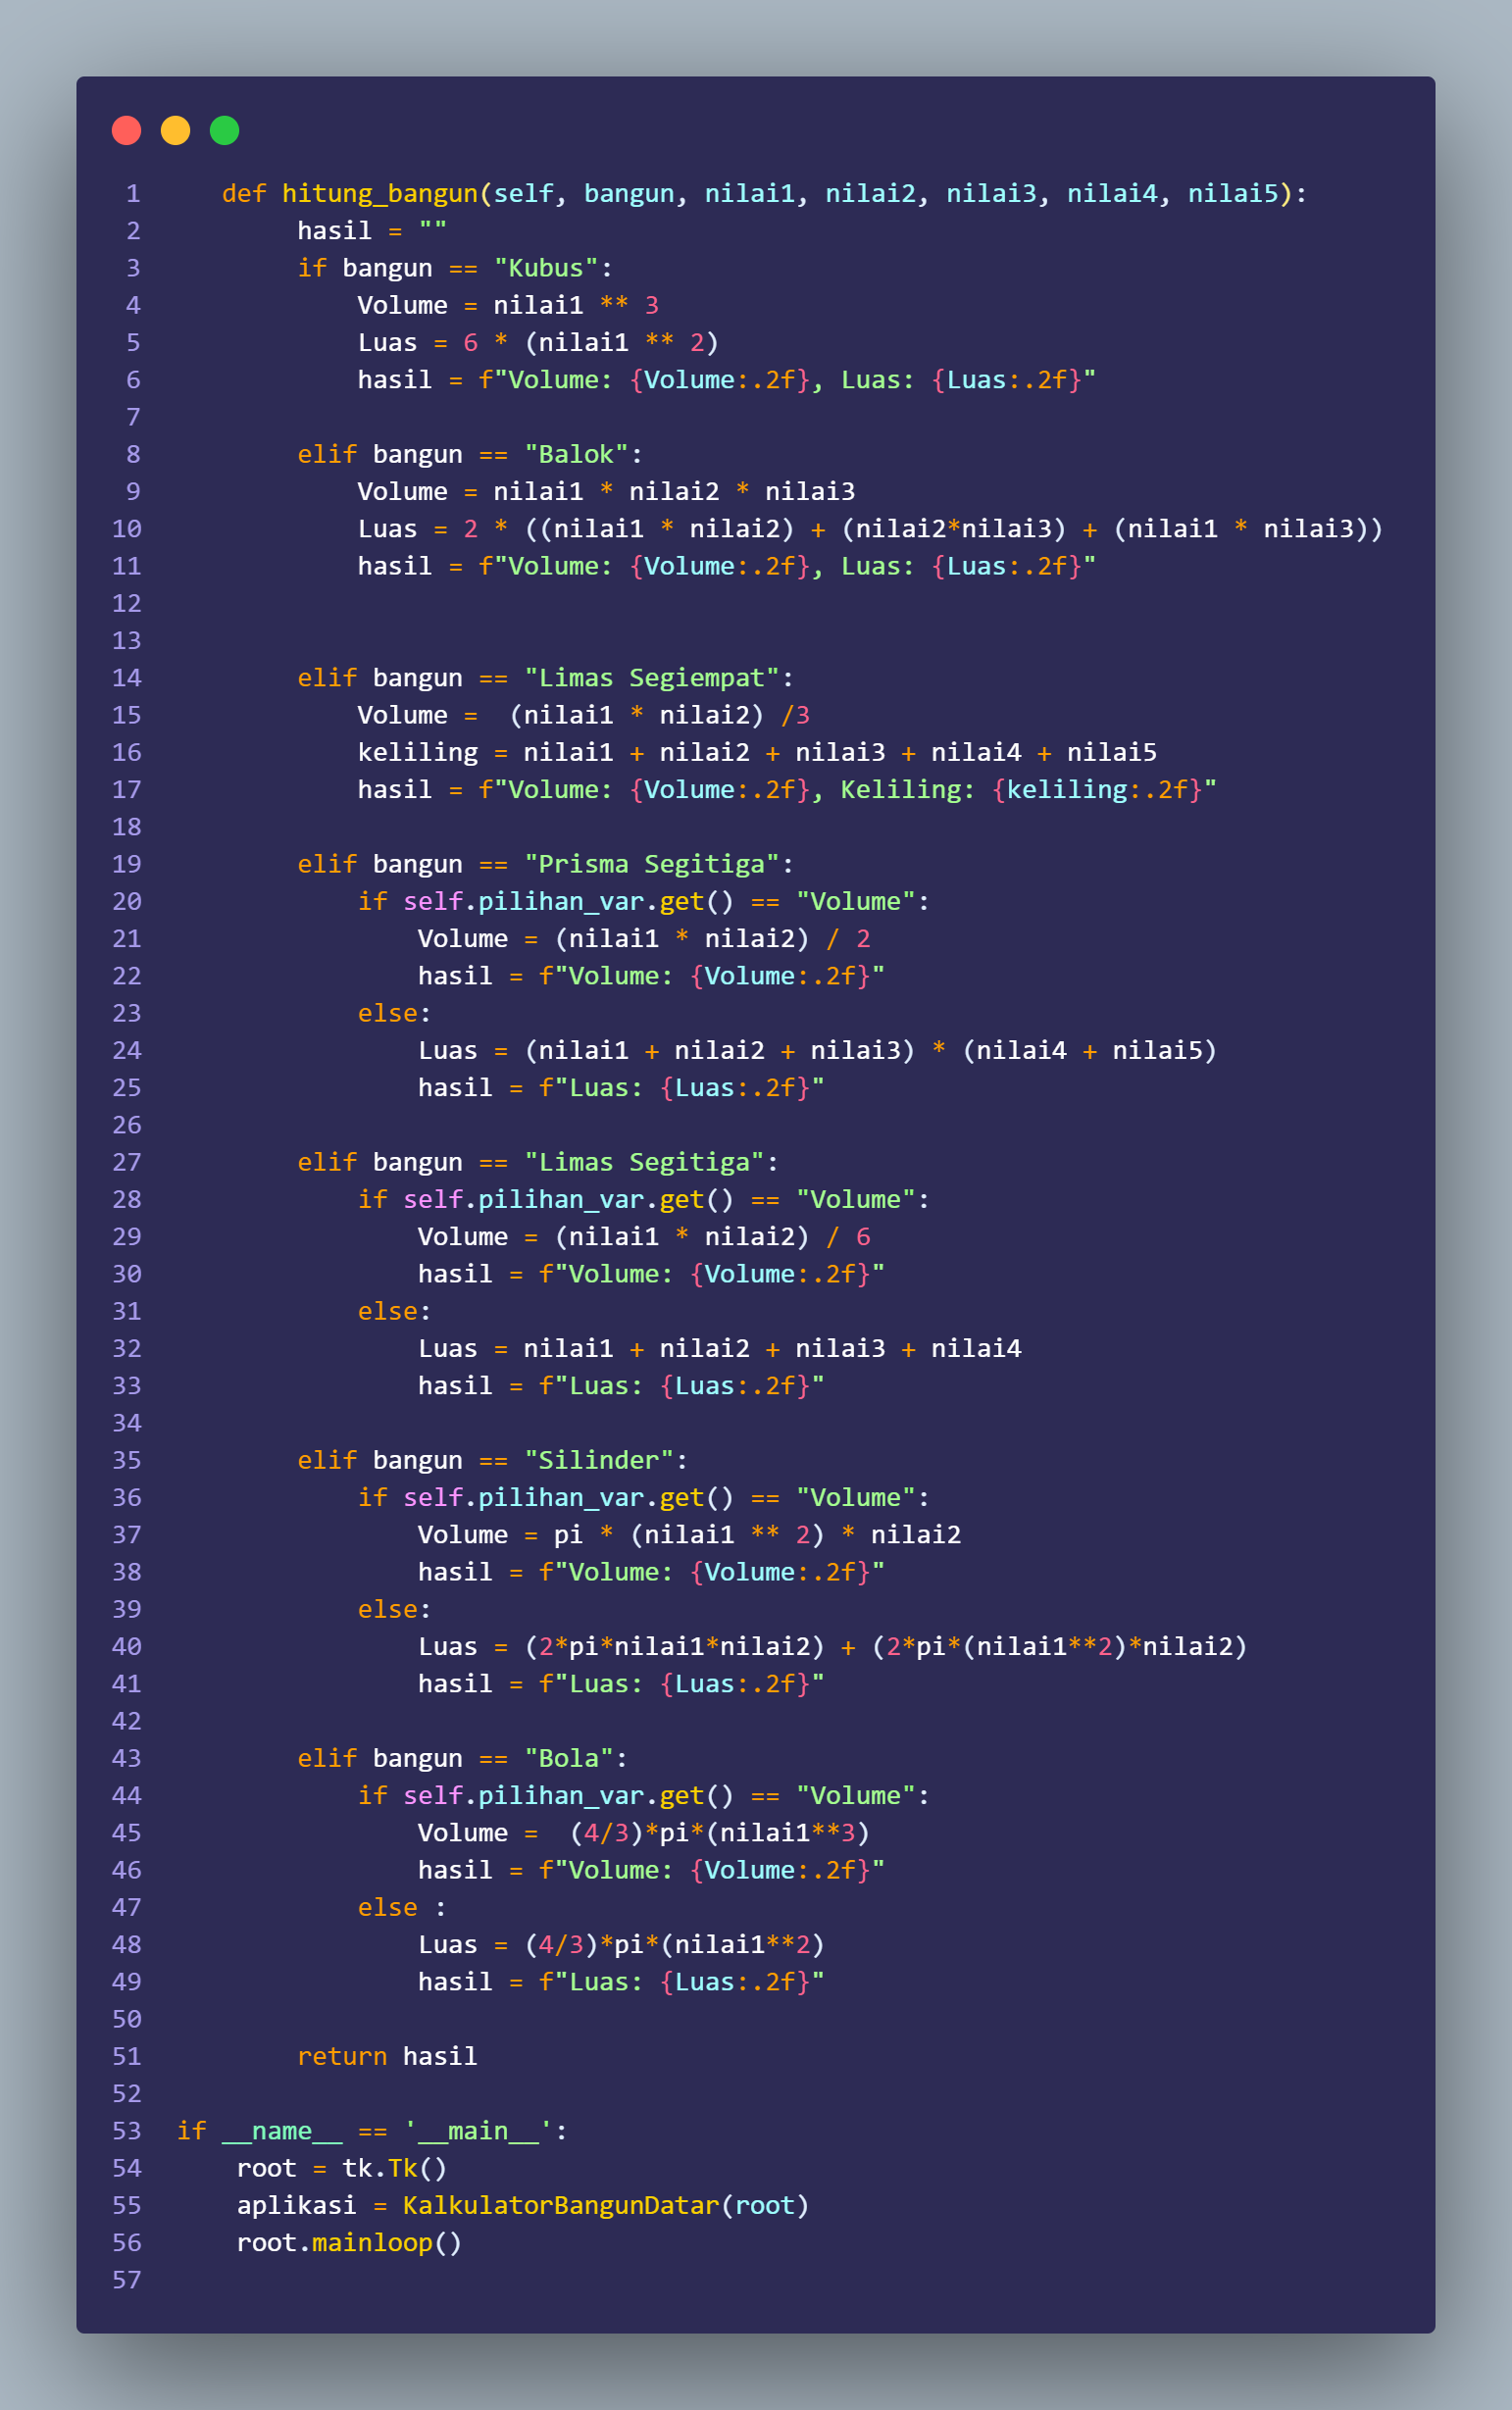 1 def hitung_bangun(self, bangun, nilai1, nilai2, nilai3, nilai4, nilai5):
2 hasil = ""
3 if bangun == "Kubus":
4 Volume = nilai1 ** 3
5 Luas = 6 * (nilai1 ** 2)
6 hasil = f"Volume: {Volume:.2f}, Luas: {Luas:.2f}"
7
8 elif bangun == "Balok":
9 Volume = nilai1 * nilai2 * nilai3
10 Luas = 2 * ((nilai1 * nilai2) + (nilai2*nilai3) + (nilai1 * nilai3))
11 hasil = f"Volume: {Volume:.2f}, Luas: {Luas:.2f}"
12
13
14 elif bangun == "Limas Segiempat":
15 Volume =  (nilai1 * nilai2) /3
16 keliling = nilai1 + nilai2 + nilai3 + nilai4 + nilai5
17 hasil = f"Volume: {Volume:.2f}, Keliling: {keliling:.2f}"
18
19 elif bangun == "Prisma Segitiga":
20 if self.pilihan_var.get() == "Volume":
21 Volume = (nilai1 * nilai2) / 2
22 hasil = f"Volume: {Volume:.2f}"
23 else:
24 Luas = (nilai1 + nilai2 + nilai3) * (nilai4 + nilai5)
25 hasil = f"Luas: {Luas:.2f}"
26
27 elif bangun == "Limas Segitiga":
28 if self.pilihan_var.get() == "Volume":
29 Volume = (nilai1 * nilai2) / 6
30 hasil = f"Volume: {Volume:.2f}"
31 else:
32 Luas = nilai1 + nilai2 + nilai3 + nilai4
33 hasil = f"Luas: {Luas:.2f}"
34
35 elif bangun == "Silinder":
36 if self.pilihan_var.get() == "Volume":
37 Volume = pi * (nilai1 ** 2) * nilai2
38 hasil = f"Volume: {Volume:.2f}"
39 else:
40 Luas = (2*pi*nilai1*nilai2) + (2*pi*(nilai1**2)*nilai2)
41 hasil = f"Luas: {Luas:.2f}"
42
43 elif bangun == "Bola":
44 if self.pilihan_var.get() == "Volume":
45 Volume =  (4/3)*pi*(nilai1**3)
46 hasil = f"Volume: {Volume:.2f}"
47 else :
48 Luas = (4/3)*pi*(nilai1**2)
49 hasil = f"Luas: {Luas:.2f}"
50
51 return hasil
52
53 if __name__ == '__main__':
54 root = tk.Tk()
55 aplikasi = KalkulatorBangunDatar(root)
56 root.mainloop()
57